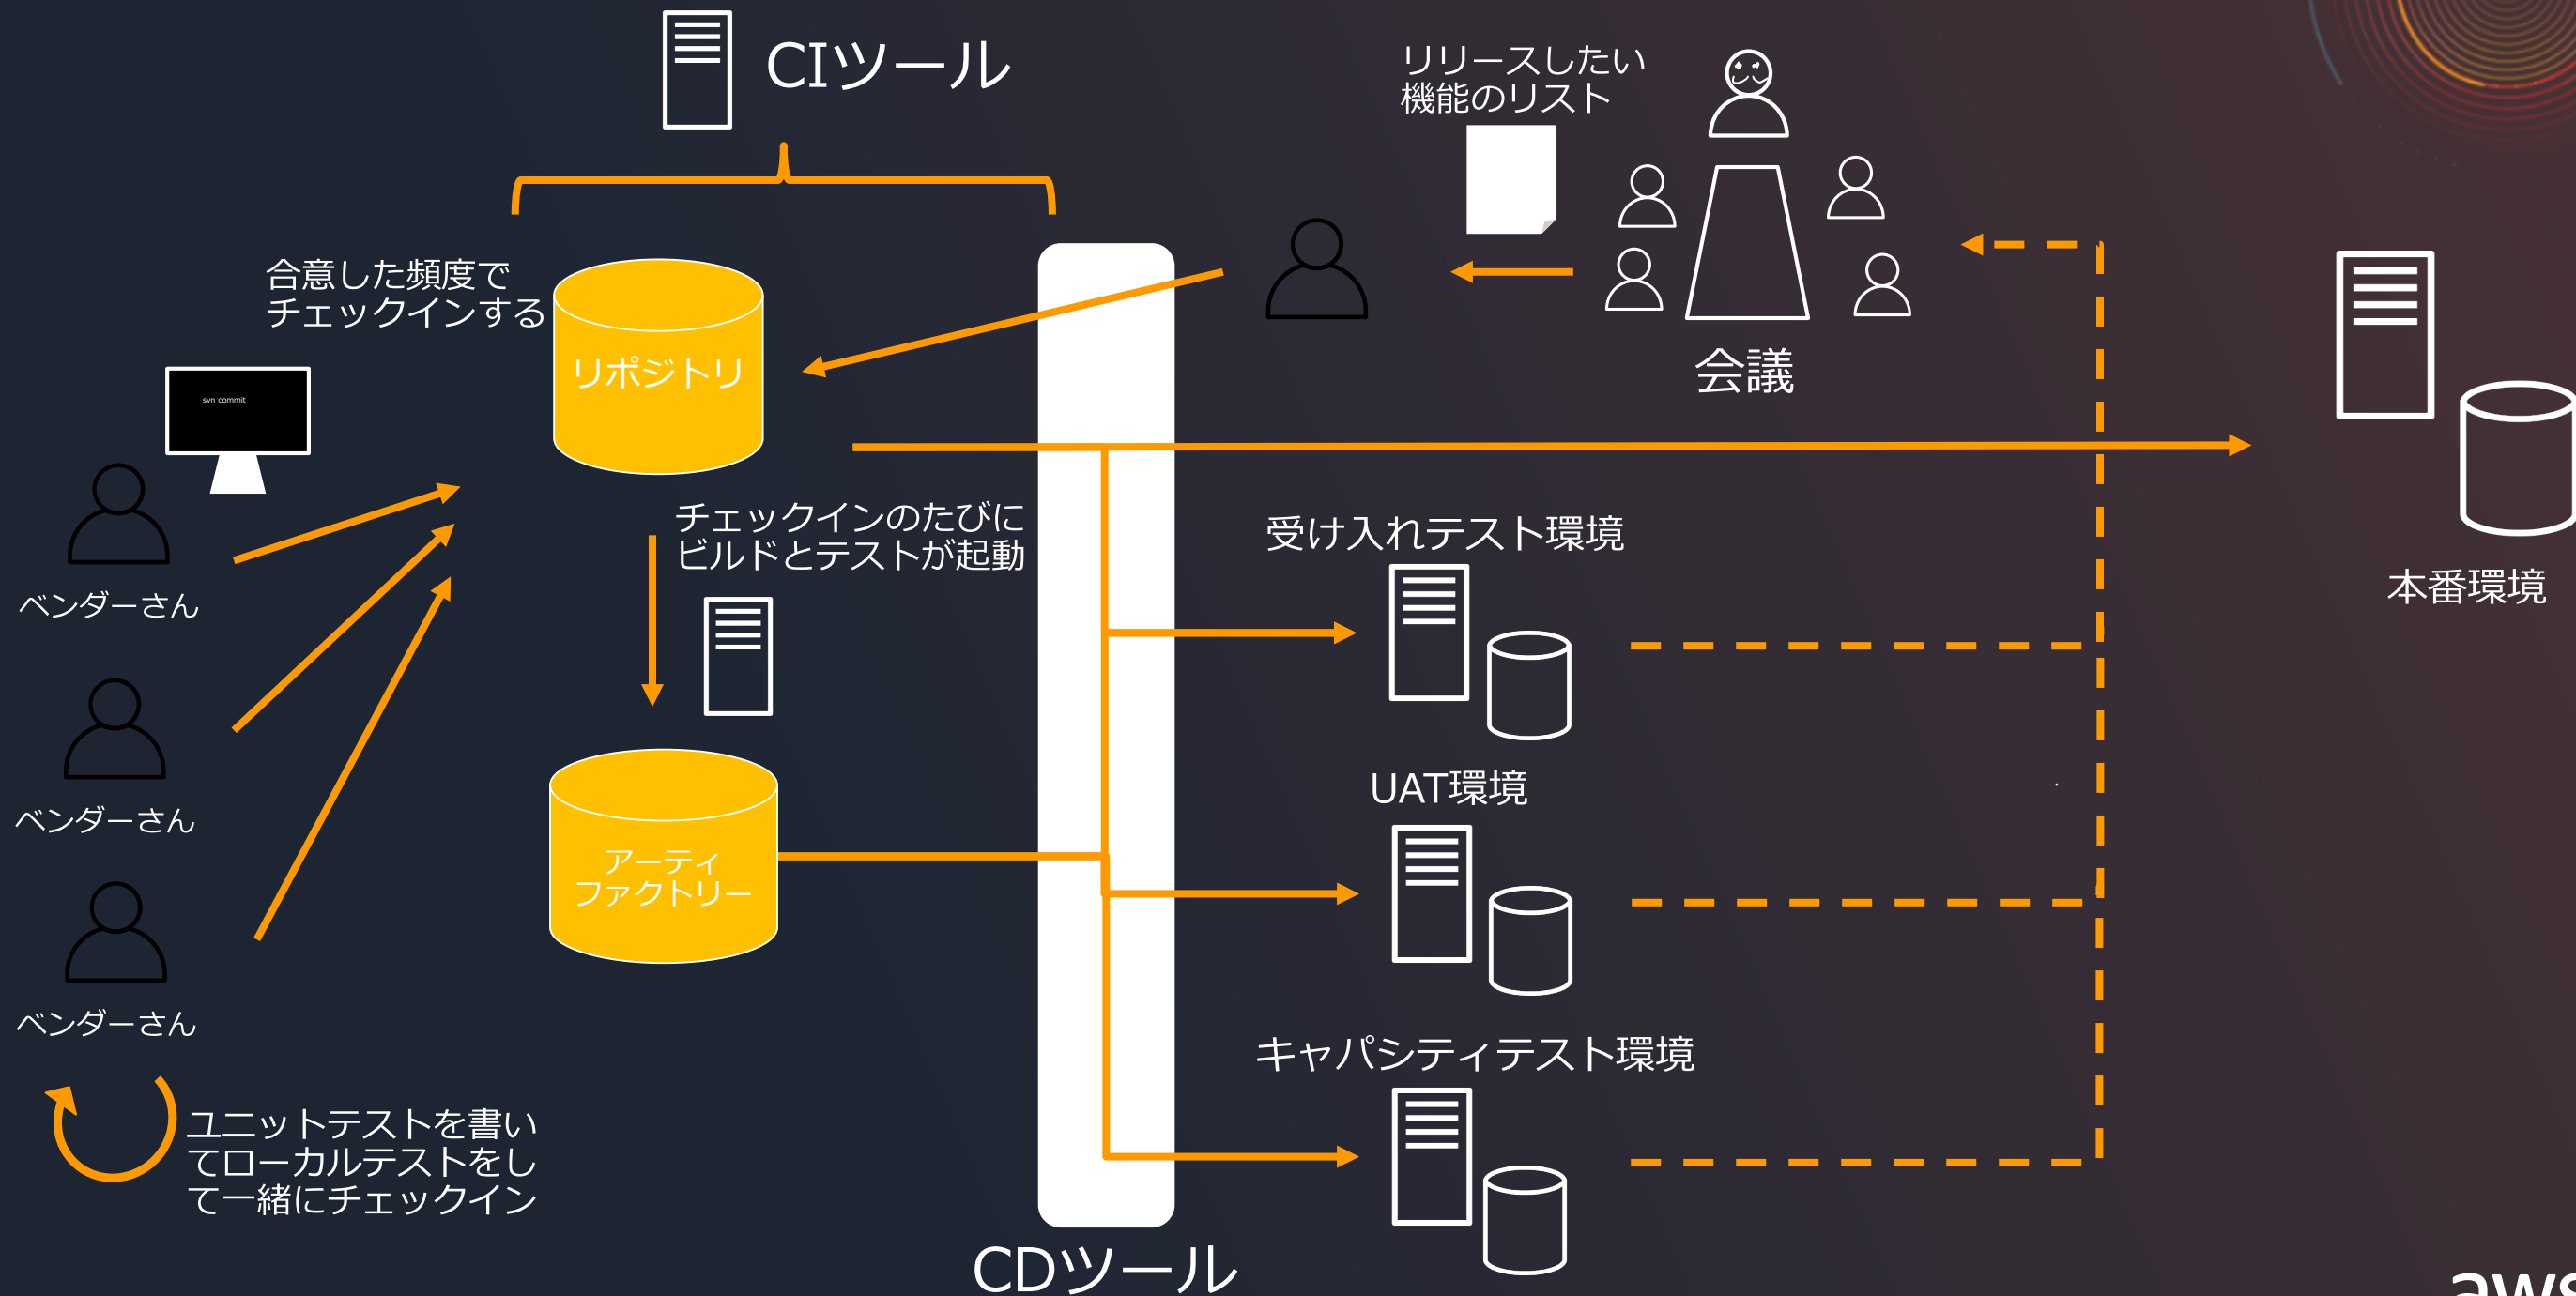 CIツール
リリースしたい
機能のリスト
合意した頻度で
チェックインする
リポジトリ
svn commit
会議
ベンダーさん
チェックインのたびに
ビルドとテストが起動
受け入れテスト環境
本番環境
ベンダーさん
UAT環境
アーティ
ファクトリー
ベンダーさん
キャパシティテスト環境
ユニットテストを書い
てローカルテストをし
て一緒にチェックイン
CDツール
aws